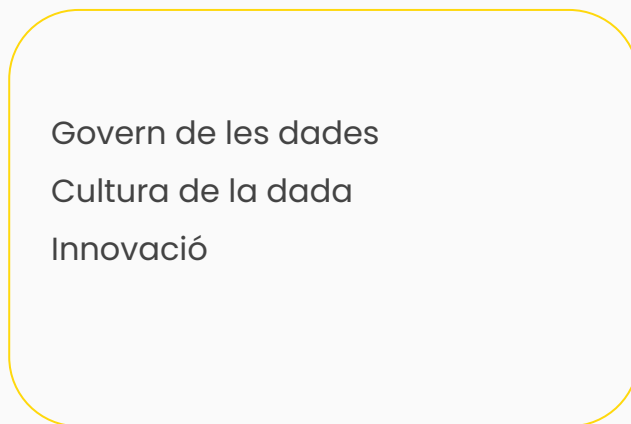 Govern de les dades
Cultura de la dada
Innovació